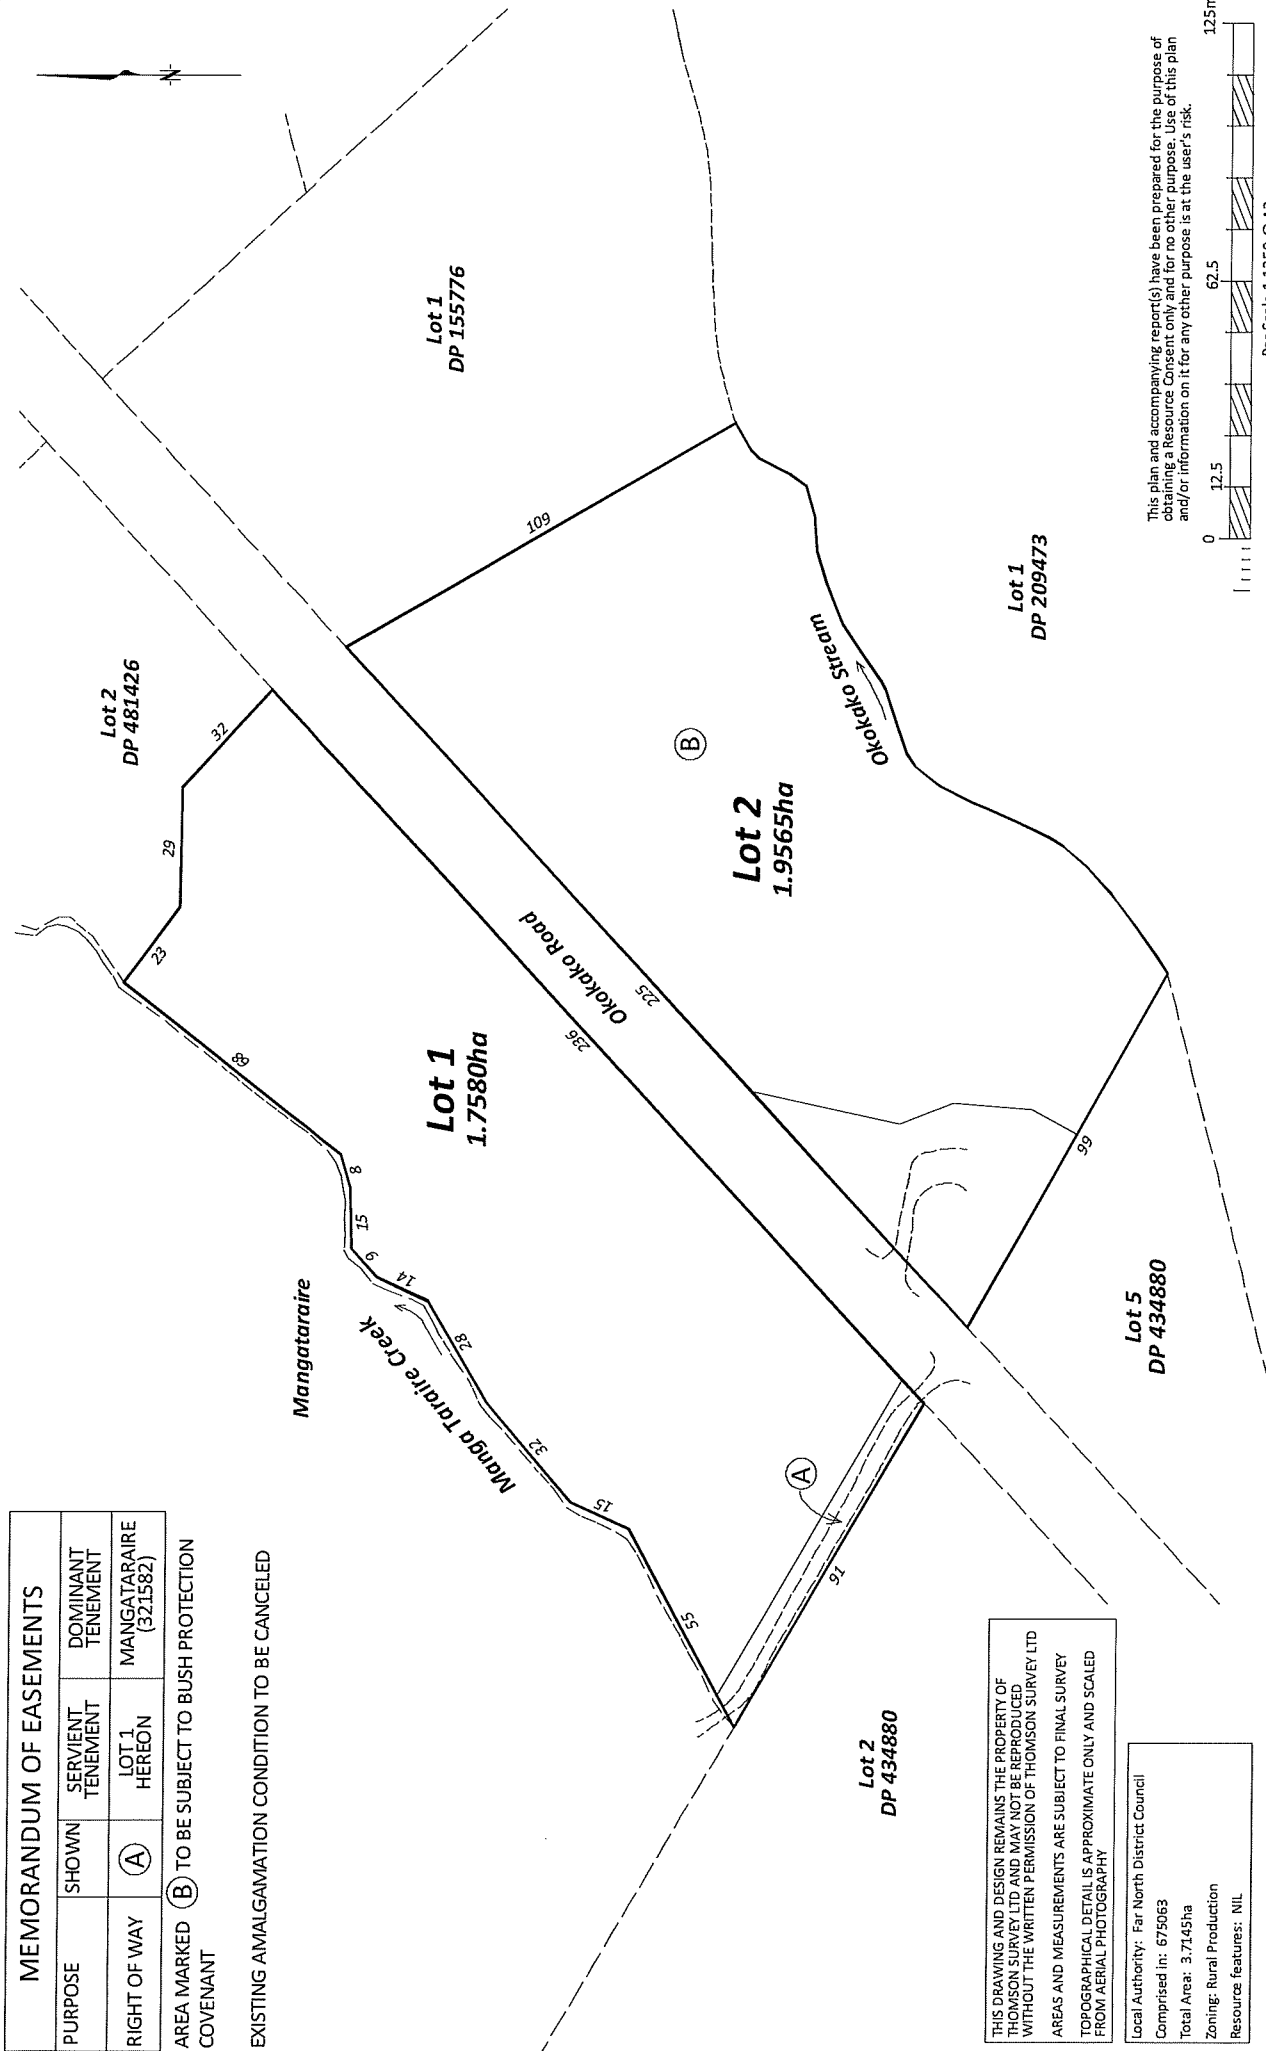 MEMORANDUM OF EASEMENTS
PURPOSE
SHOWN
SERVIENT
TENEMENT
DOMINANT
TENEMENT
RIGHT OF WAY
A
LOT 1
HEREON
MANGATARAIRE
(321582)
AREA MARKED B TO BE SUBJECT TO BUSH PROTECTION
COVENANT
EXISTING AMALGAMATION CONDITION TO BE CANCELED
Mangataraire
Manga Taraire Creek
Lot 2
DP 481426
Lot 1
DP 155776
N
23
29
32
68
8
15
9
14
28
32
15
55
91
Lot 1
1.7580ha
236
Okokako Road
225
109
A
B
Lot 2
1.9565ha
Okokako Stream
99
Lot 1
DP 209473
Lot 5
DP 434880
Lot 2
DP 434880
THIS DRAWING AND DESIGN REMAINS THE PROPERTY OF
THOMSON SURVEY LTD AND MAY NOT BE REPRODUCED
WITHOUT THE WRITTEN PERMISSION OF THOMSON SURVEY LTD
AREAS AND MEASUREMENTS ARE SUBJECT TO FINAL SURVEY
TOPOGRAPHICAL DETAIL IS APPROXIMATE ONLY AND SCALED
FROM AERIAL PHOTOGRAPHY
Local Authority: Far North District Council
Comprised in: 675063
Total Area: 3.7145ha
Zoning: Rural Production
Resource features: NIL
This plan and accompanying report(s) have been prepared for the purpose of
obtaining a Resource Consent only and for no other purpose. Use of this plan
and/or information on it for any other purpose is at the user's risk.
0
12.5
62.5
125m